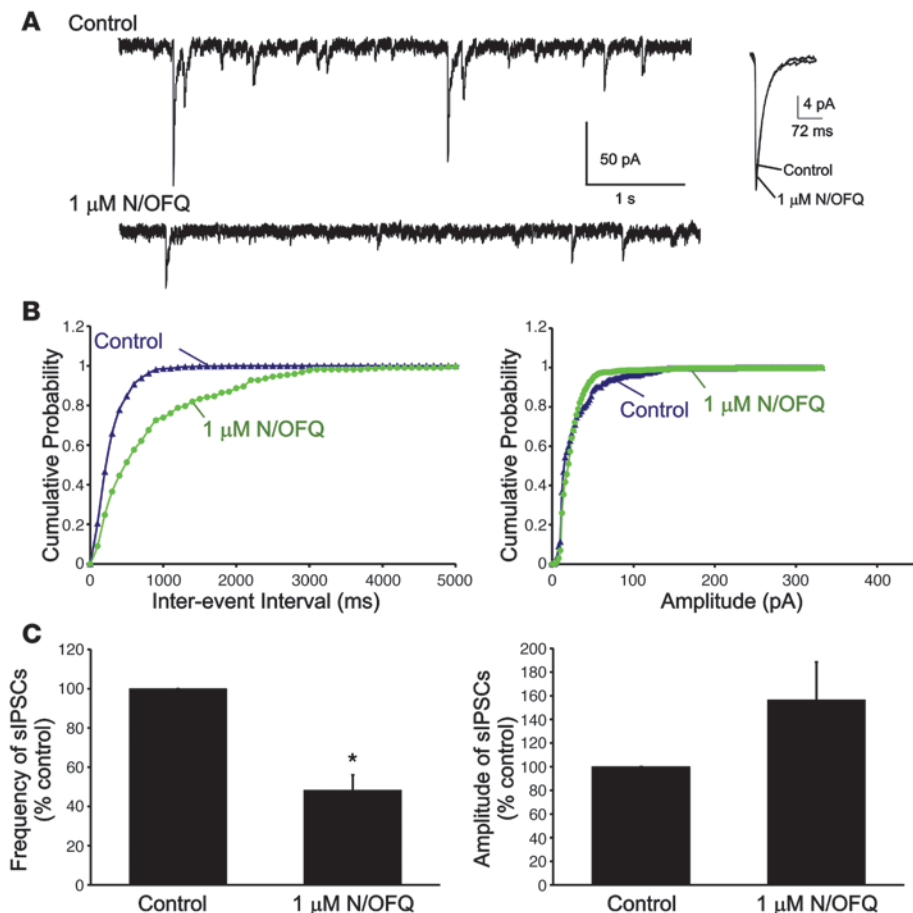 A
Control
50 pA
1 s
4 pA
72 ms
Control
1 µM N/OFQ
1 µM N/OFQ
B
Cumulative Probability
1.2
1
0.8
0.6
0.4
0.2
0
Control
1 µM N/OFQ
0
1000
2000
3000
4000
5000
Inter-event Interval (ms)
Cumulative Probability
1.2
1
0.8
0.6
0.4
0.2
0
Control
1 µM N/OFQ
0
100
200
300
400
Amplitude (pA)
C
Frequency of sIPSCs
(% control)
120
100
80
60
40
20
0
*
Control
1 µM N/OFQ
Amplitude of sIPSCs
(% control)
200
180
160
140
120
100
80
60
40
20
0
Control
1 µM N/OFQ